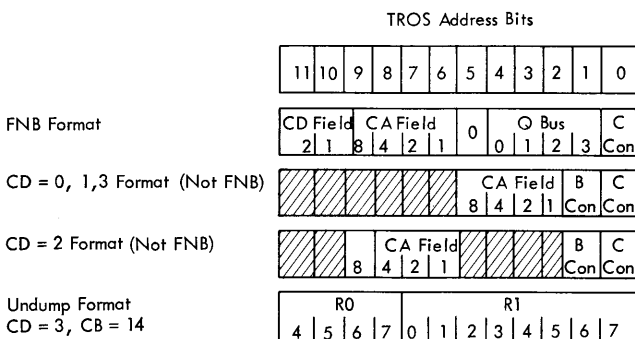 TROS Address Bits
11 10 9 8 7 6 5 4 3 2 1 0
FNB Format
CD Field CA Field 0 Q Bus C
2 1 8 4 2 1 0 1 2 3 Con
CD = 0, 1,3 Format (Not FNB)
CA Field B C
8 4 2 1 Con Con
CD = 2 Format (Not FNB)
CA Field B C
8 4 2 1 Con Con
Undump Format
R0 R1
CD = 3, CB = 14
4 5 6 7 0 1 2 3 4 5 6 7